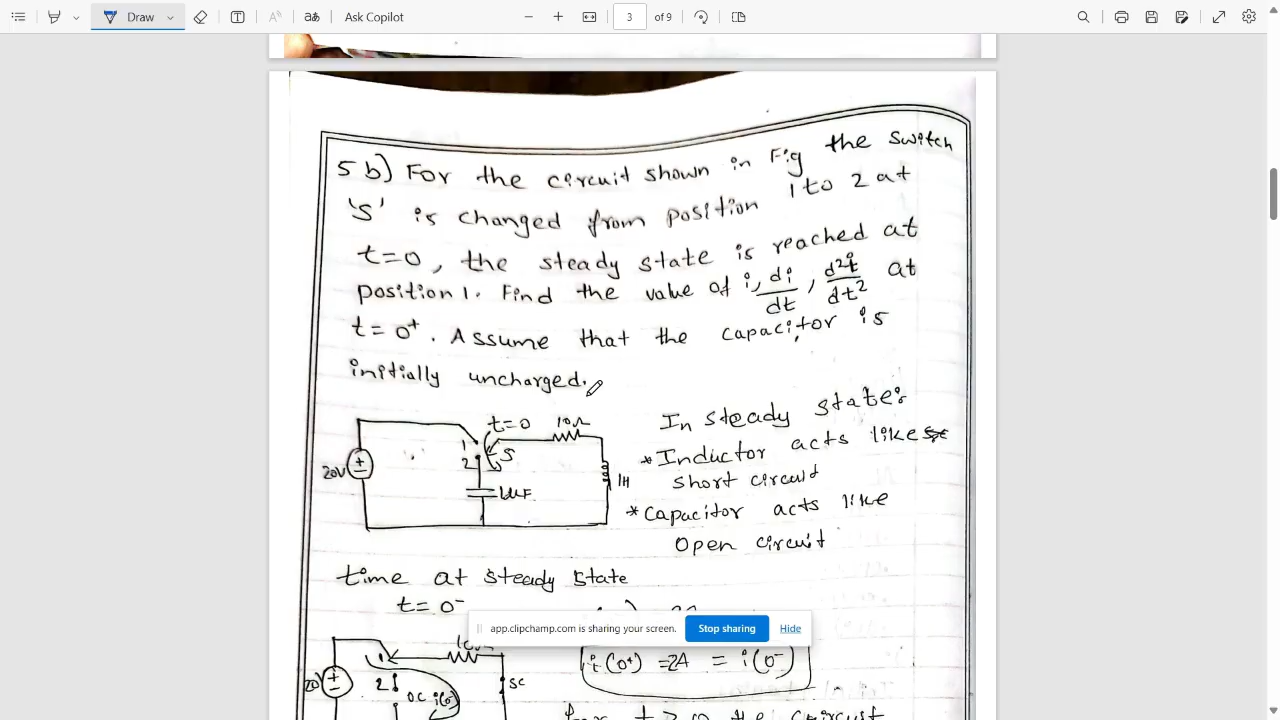 Draw
Ask Copilot
3
of 9
5 b) For the circuit shown in Fig the switch
's' is changed from position 1 to 2 at
t=0, the steady state is reached at
position 1. Find the value of i, di/dt, d²i/dt² at
t= 0⁺. Assume that the capacitor is
initially uncharged.
t=0
10Ω
1
2
S
20V
1H
1μF
In steady state:
* Inductor acts like
short circuit
* Capacitor acts like
open circuit
time at steady state
t= 0⁻
app.clipchamp.com is sharing your screen.
Stop sharing
Hide
i(0⁺) =2A = i(0⁻)
1
2
SC
OC
for t>0 the circuit